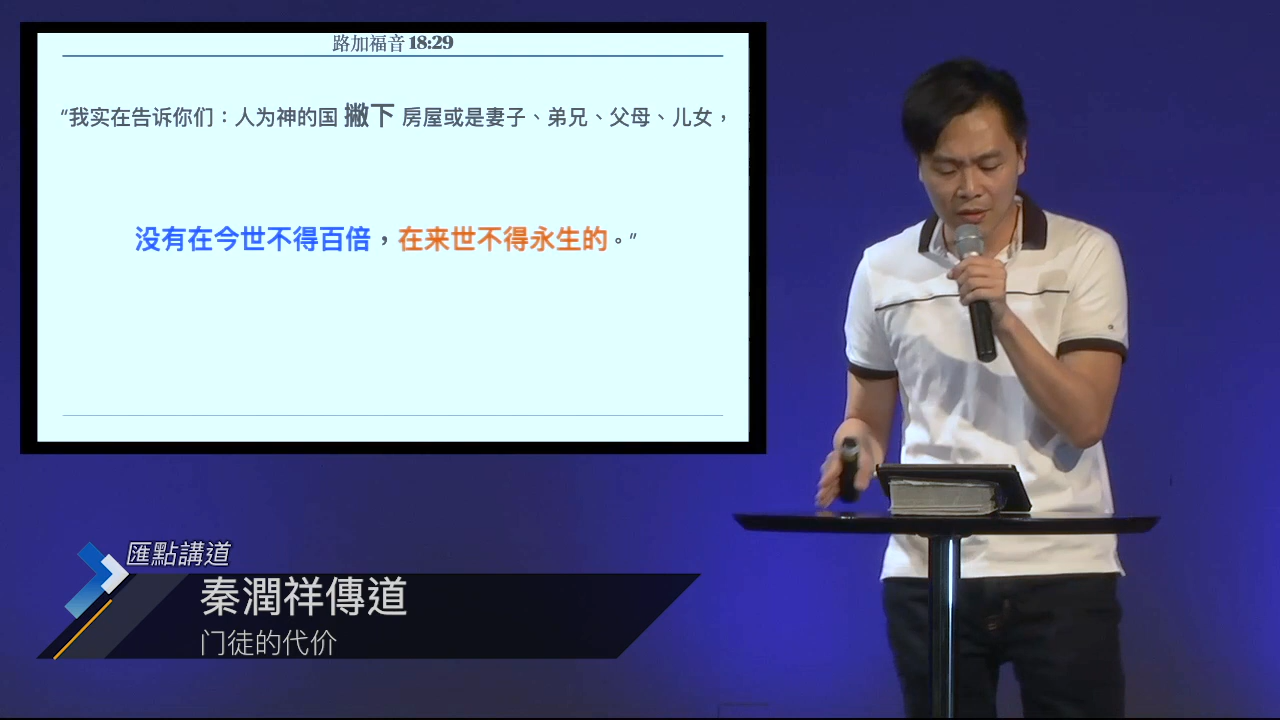 路加福音 18:29
“我实在告诉你们：人为神的国 撇下 房屋或是妻子、弟兄、父母、儿女，
没有在今世不得百倍，在来世不得永生的。”
匯點講道
秦潤祥傳道
门徒的代价